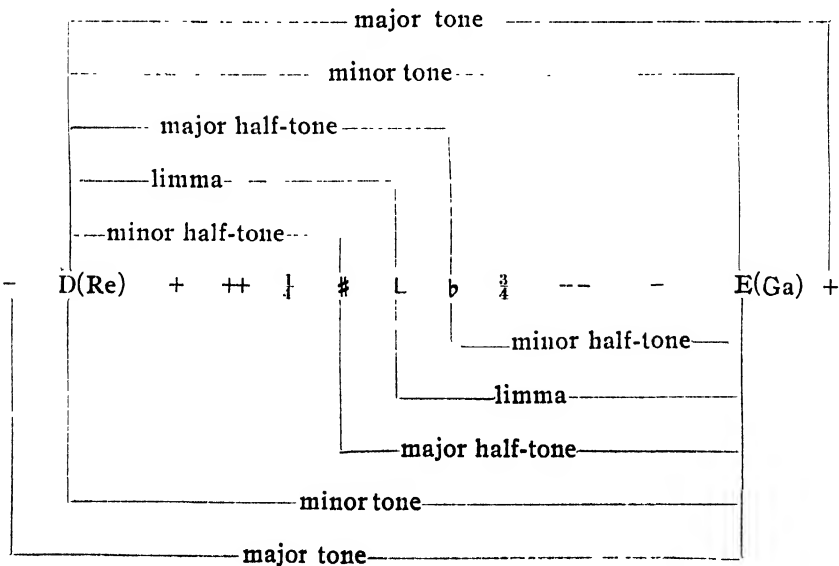 major tone
minor tone
major half-tone
limma
minor half-tone
- D(Re) + ++ ♯ L ♭ 3/4 -- - E(Ga) +
minor half-tone
limma
major half-tone
minor tone
major tone